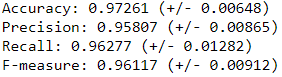 Accuracy: 0.97261 (+/- 0.00648)
Precision: 0.95807 (+/- 0.00865)
Recall: 0.96277 (+/- 0.01282)
F-measure: 0.96117 (+/- 0.00912)